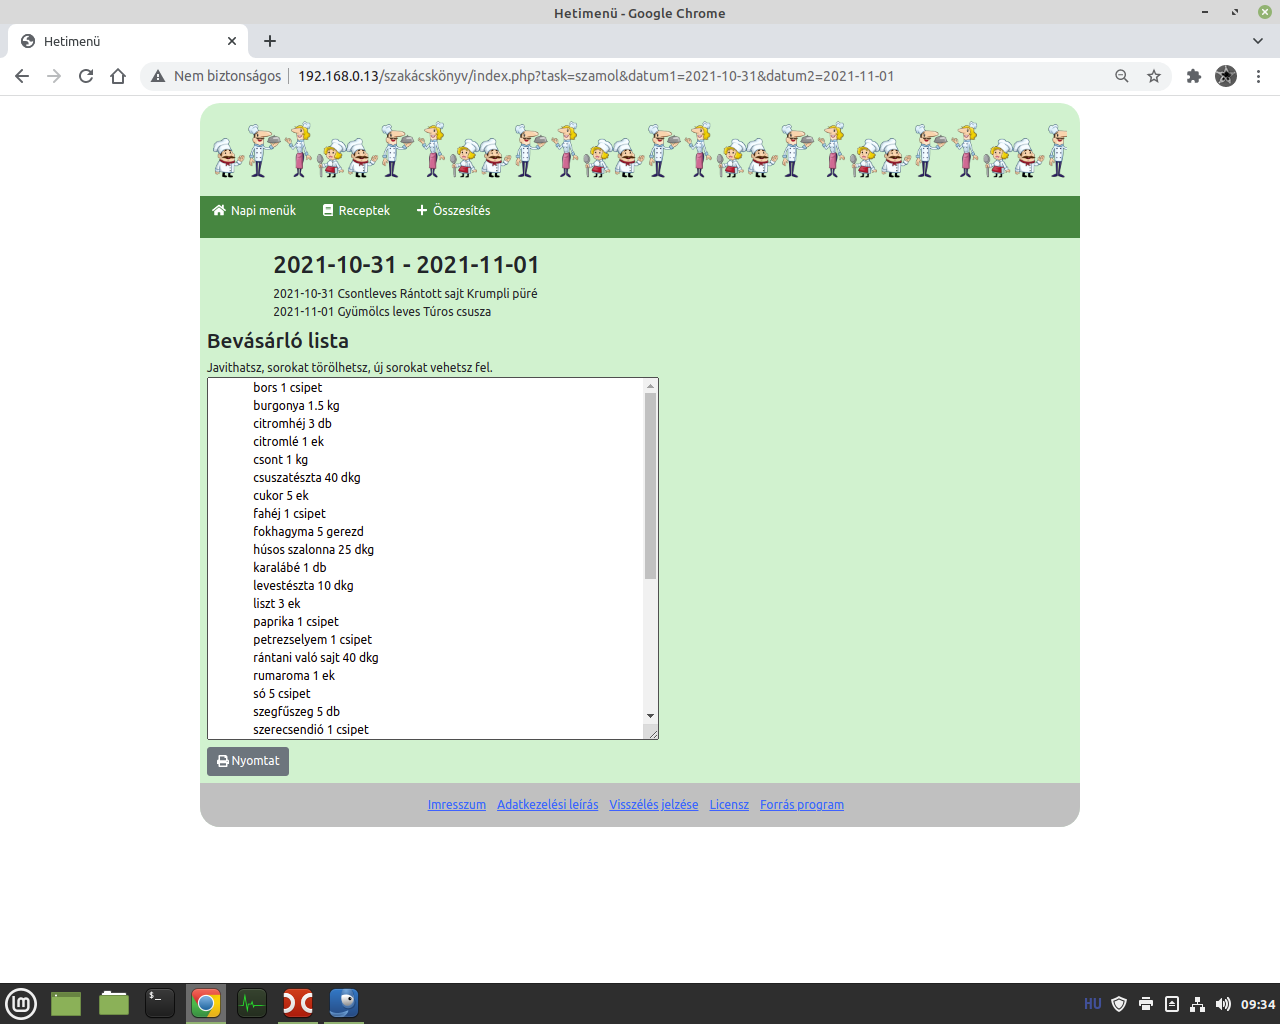 Hetimenü - Google Chrome
Hetimenü
Nem biztonságos 192.168.0.13/szakácskönyv/index.php?task=szamol&datum1=2021-10-31&datum2=2021-11-01
Napi menük Receptek Összesítés
2021-10-31 - 2021-11-01
2021-10-31 Csontleves Rántott sajt Krumpli püré
2021-11-01 Gyümölcs leves Túros csusza
Bevásárló lista
Javithatsz, sorokat törölhetsz, új sorokat vehetsz fel.
bors 1 csipet
burgonya 1.5 kg
citromhéj 3 db
citromlé 1 ek
csont 1 kg
csuszatészta 40 dkg
cukor 5 ek
fahéj 1 csipet
fokhagyma 5 gerezd
húsos szalonna 25 dkg
karalábé 1 db
levestészta 10 dkg
liszt 3 ek
paprika 1 csipet
petrezselyem 1 csipet
rántani való sajt 40 dkg
rumaroma 1 ek
só 5 csipet
szegfűszeg 5 db
szerecsendió 1 csipet
Nyomtat
Imresszum Adatkezelési leírás Visszélés jelzése Licensz Forrás program
HU 09:34